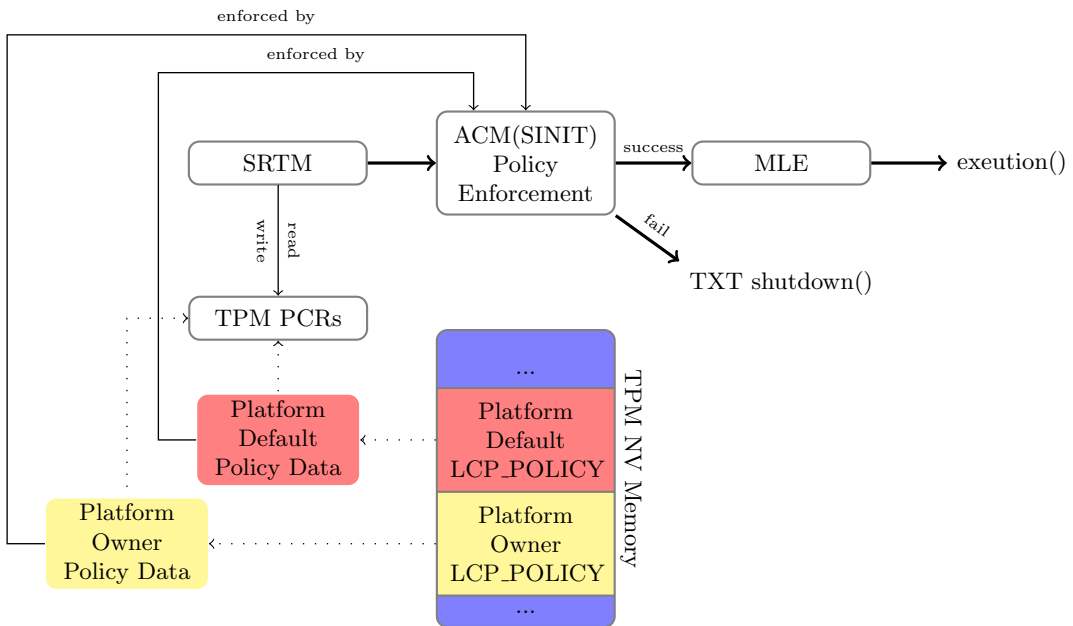 enforced by
enforced by
SRTM
ACM(SINIT)
Policy
Enforcement
success
MLE
exeution()
fail
TXT shutdown()
read
write
TPM PCRs
...
Platform
Default
LCP_POLICY
Platform
Owner
LCP_POLICY
...
TPM NV Memory
Platform
Default
Policy Data
Platform
Owner
Policy Data